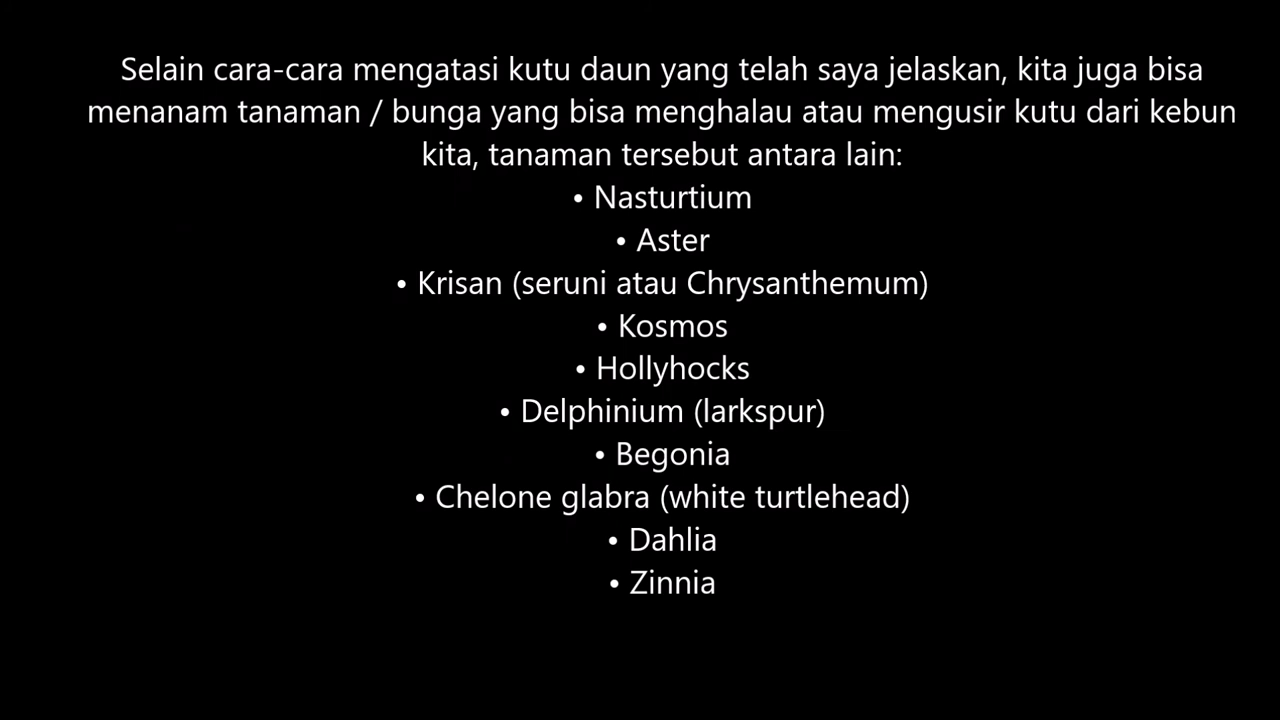 Selain cara-cara mengatasi kutu daun yang telah saya jelaskan, kita juga bisa
menanam tanaman / bunga yang bisa menghalau atau mengusir kutu dari kebun
kita, tanaman tersebut antara lain:
• Nasturtium
• Aster
• Krisan (seruni atau Chrysanthemum)
• Kosmos
• Hollyhocks
• Delphinium (larkspur)
• Begonia
• Chelone glabra (white turtlehead)
• Dahlia
• Zinnia